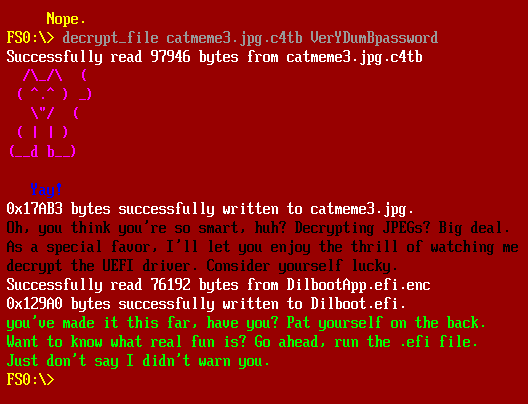 Nope.
FS0:\> decrypt_file catmeme3.jpg.c4tb VerYDumBpassword
Successfully read 97946 bytes from catmeme3.jpg.c4tb
/\_/\  (
( ^.^ ) _)
\"/  (
( | | )
(__d b__)
Yay!
0x17AB3 bytes successfully written to catmeme3.jpg.
Oh, you think you're so smart, huh? Decrypting JPEGs? Big deal.
As a special favor, I'll let you enjoy the thrill of watching me
decrypt the UEFI driver. Consider yourself lucky.
Successfully read 76192 bytes from DilbootApp.efi.enc
0x129A0 bytes successfully written to Dilboot.efi.
you've made it this far, have you? Pat yourself on the back.
Want to know what real fun is? Go ahead, run the .efi file.
Just don't say I didn't warn you.
FS0:\>